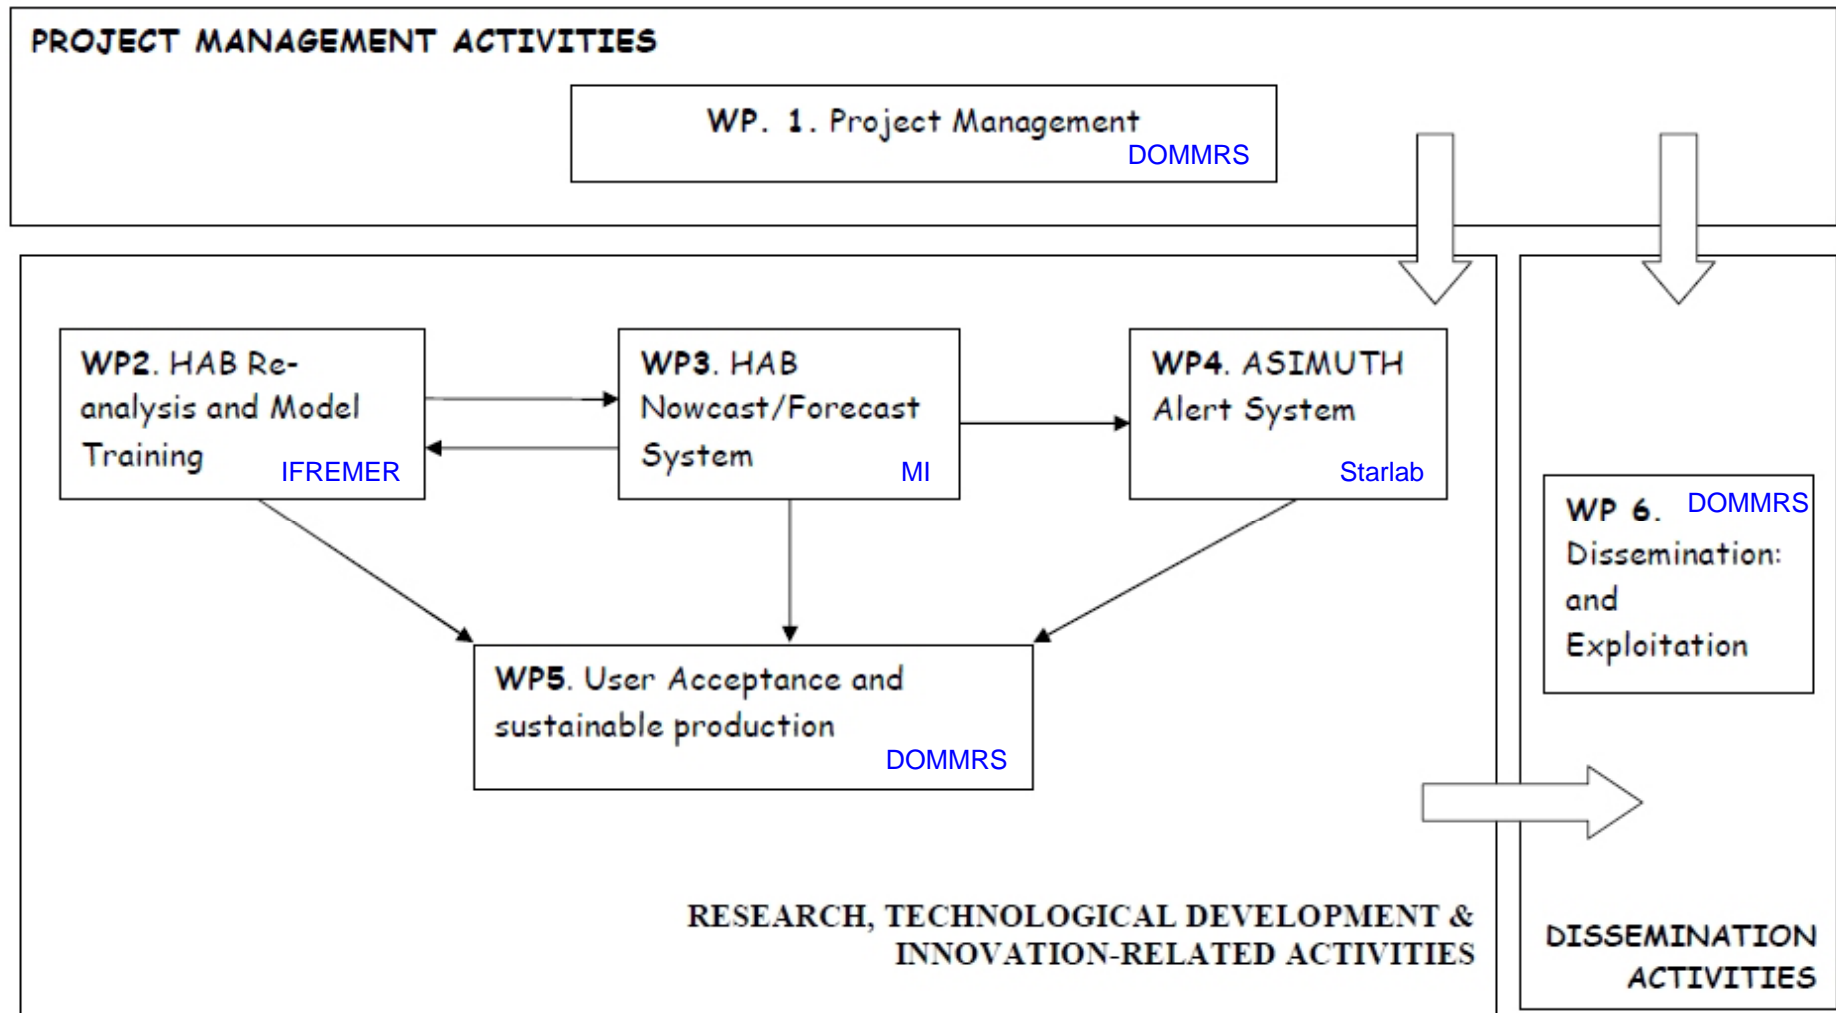 PROJECT MANAGEMENT ACTIVITIES
WP. 1. Project Management
DOMMRS
WP2. HAB Re-
analysis and Model
Training
IFREMER
WP3. HAB
Nowcast/Forecast
System
MI
WP4. ASIMUTH
Alert System
Starlab
WP5. User Acceptance and
sustainable production
DOMMRS
RESEARCH, TECHNOLOGICAL DEVELOPMENT &
INNOVATION-RELATED ACTIVITIES
WP 6. DOMMRS
Dissemination:
and
Exploitation
DISSEMINATION
ACTIVITIES